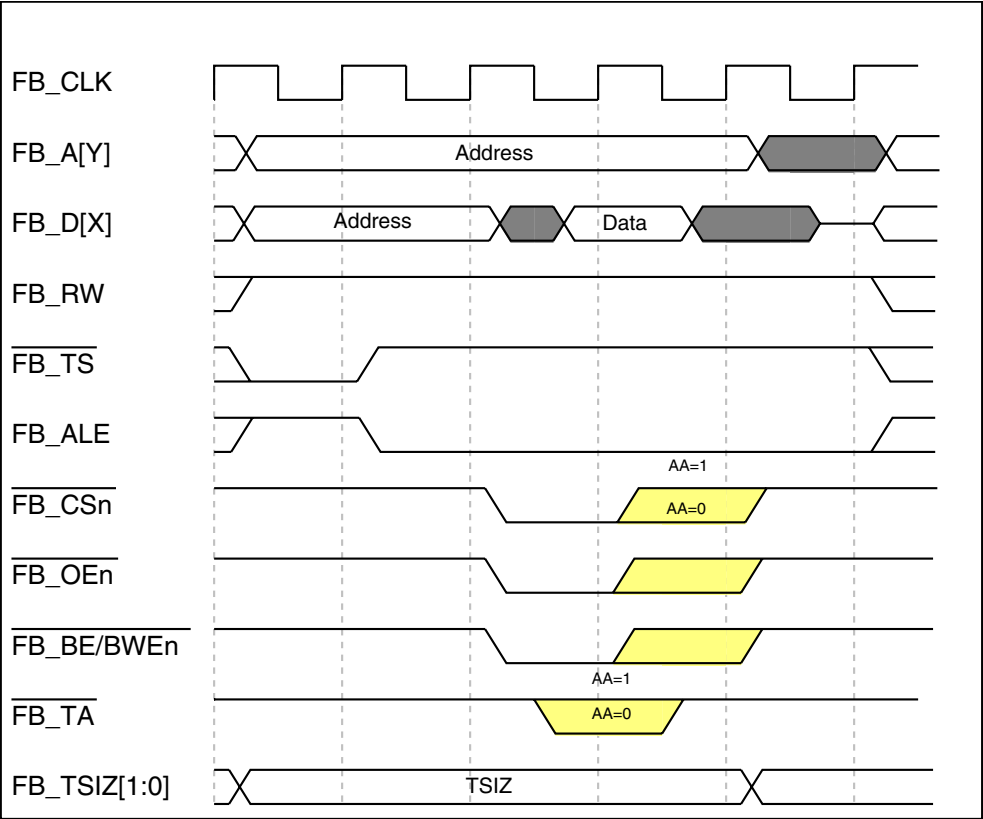 FB_CLK
FB_A[Y] Address
FB_D[X] Address Data
FB_RW
FB_TS
FB_ALE
AA=1
FB_CSn AA=0
FB_OEn
FB_BE/BWEn
AA=1
FB_TA AA=0
FB_TSIZ[1:0] TSIZ